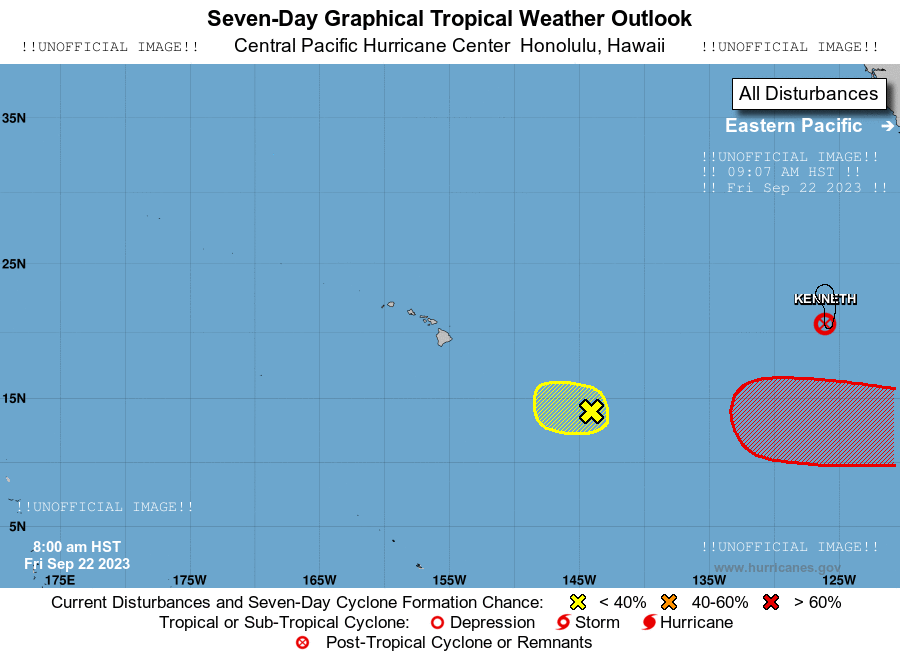 Seven-Day Graphical Tropical Weather Outlook
!!UNOFFICIAL IMAGE!! Central Pacific Hurricane Center Honolulu, Hawaii !!UNOFFICIAL IMAGE!!
All Disturbances
35N
Eastern Pacific →
!!UNOFFICIAL IMAGE!!
!! 09:07 AM HST !!
!! Fri Sep 22 2023 !!
25N
KENNETH
15N
!!UNOFFICIAL IMAGE!!
5N
8:00 am HST
Fri Sep 22 2023
!!UNOFFICIAL IMAGE!!
www.hurricanes.gov
175E 175W 165W 155W 145W 135W 125W
Current Disturbances and Seven-Day Cyclone Formation Chance: < 40% 40-60% > 60%
Tropical or Sub-Tropical Cyclone: Depression Storm Hurricane
Post-Tropical Cyclone or Remnants